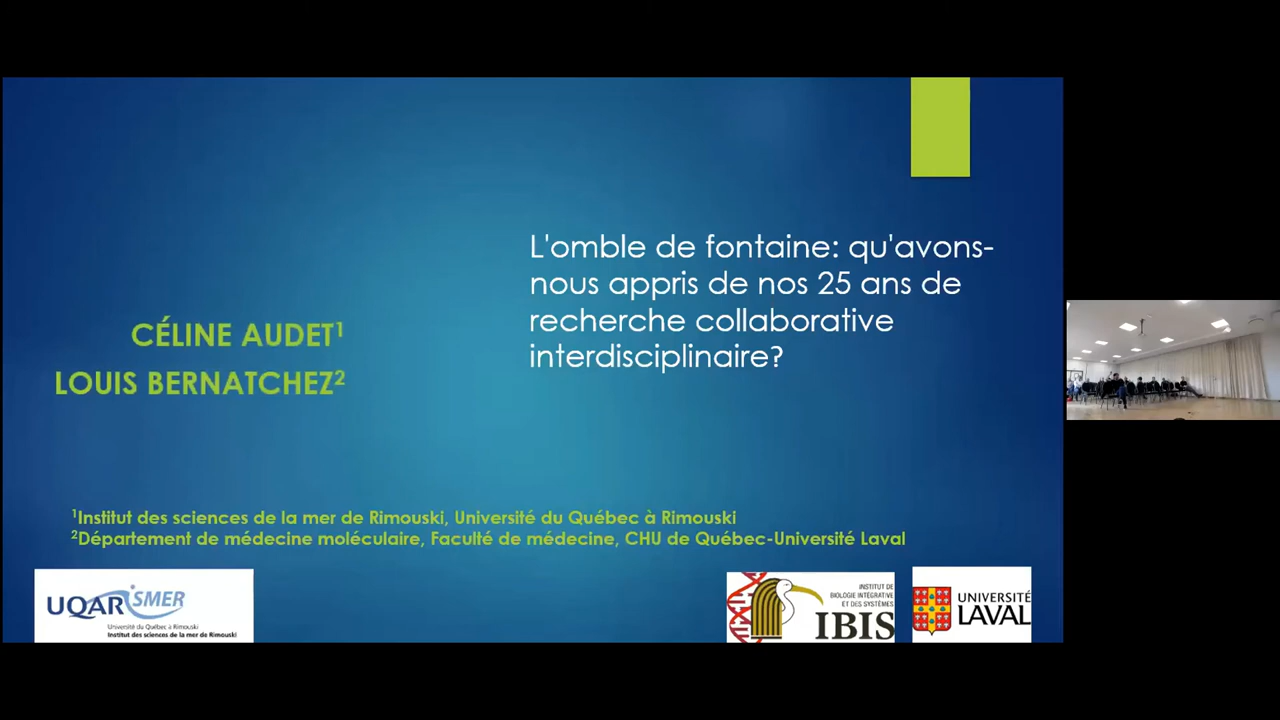 L'omble de fontaine: qu'avons-
nous appris de nos 25 ans de
recherche collaborative
interdisciplinaire?
CÉLINE AUDET¹
LOUIS BERNATCHEZ²
¹Institut des sciences de la mer de Rimouski, Université du Québec à Rimouski
²Département de médecine moléculaire, Faculté de médecine, CHU de Québec-Université Laval
UQAR ISMER
Université du Québec à Rimouski
Institut des sciences de la mer de Rimouski
INSTITUT DE
BIOLOGIE INTÉGRATIVE
ET DES SYSTÈMES
IBIS
UNIVERSITÉ
LAVAL